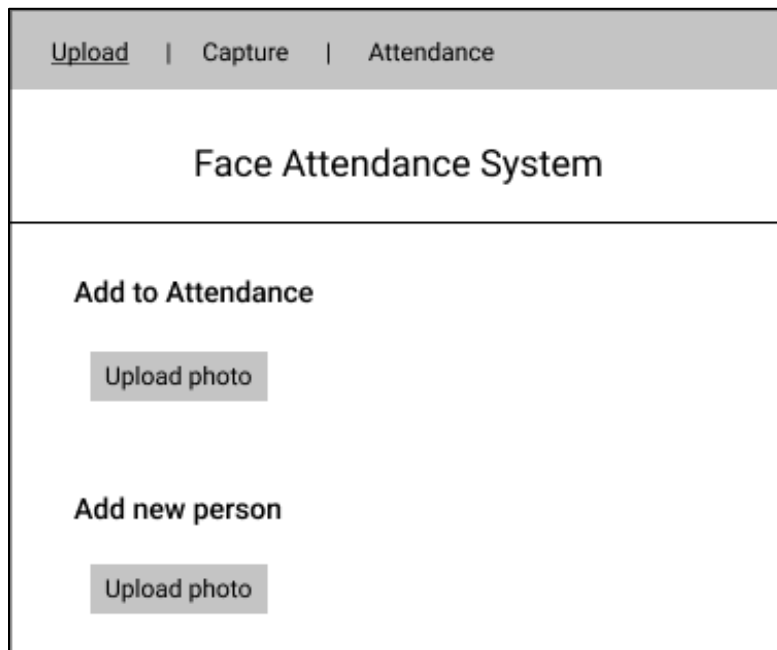 Upload | Capture | Attendance
Face Attendance System
Add to Attendance
Upload photo
Add new person
Upload photo